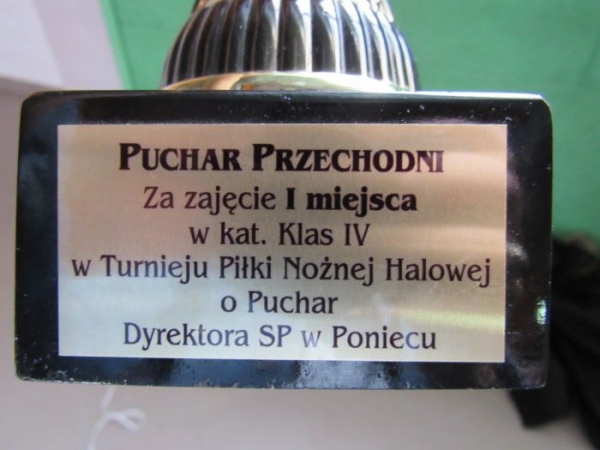 PUCHAR PRZECHODNI
Za zajęcie I miejsca
w kat. Klas IV
w Turnieju Piłki Nożnej Halowej
o Puchar
Dyrektora SP w Poniecu